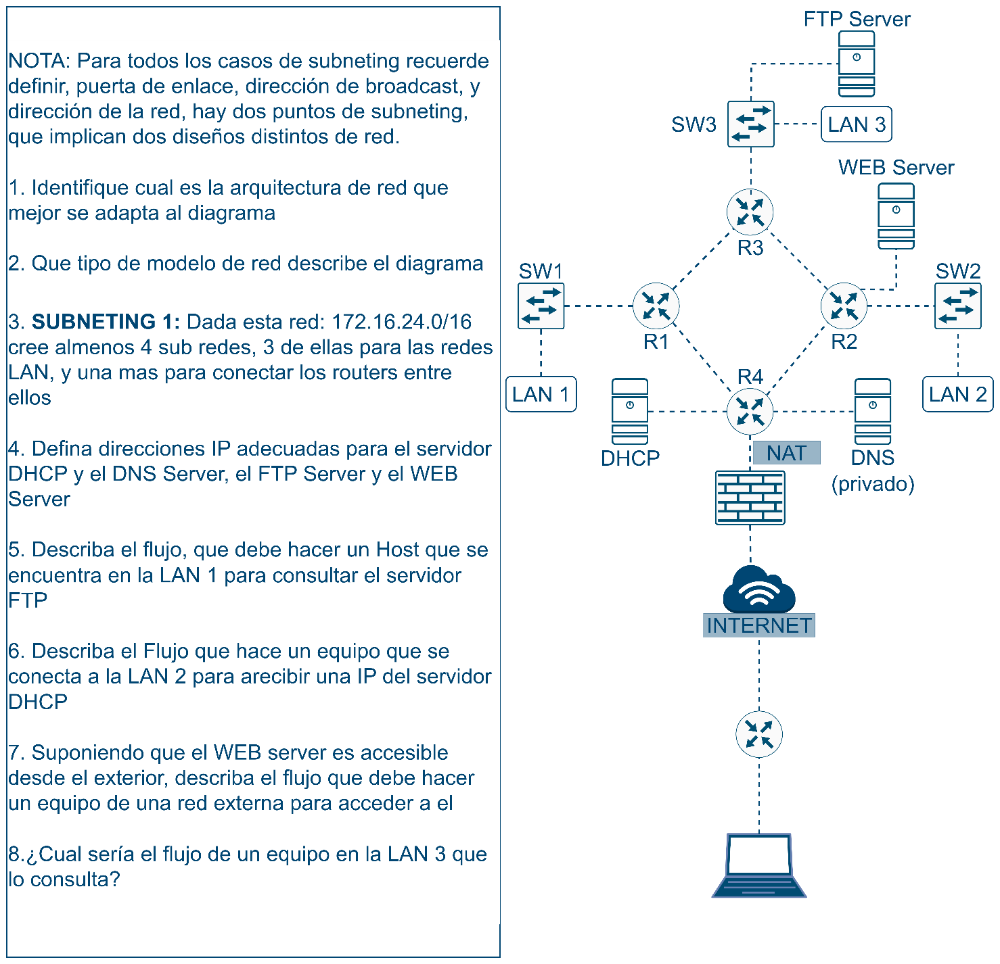 NOTA: Para todos los casos de subneting recuerde
definir, puerta de enlace, dirección de broadcast, y
dirección de la red, hay dos puntos de subneting,
que implican dos diseños distintos de red.
1. Identifique cual es la arquitectura de red que
mejor se adapta al diagrama
2. Que tipo de modelo de red describe el diagrama
3. SUBNETING 1: Dada esta red: 172.16.24.0/16
cree almenos 4 sub redes, 3 de ellas para las redes
LAN, y una mas para conectar los routers entre
ellos
4. Defina direcciones IP adecuadas para el servidor
DHCP y el DNS Server, el FTP Server y el WEB
Server
5. Describa el flujo, que debe hacer un Host que se
encuentra en la LAN 1 para consultar el servidor
FTP
6. Describa el Flujo que hace un equipo que se
conecta a la LAN 2 para arecibir una IP del servidor
DHCP
7. Suponiendo que el WEB server es accesible
desde el exterior, describa el flujo que debe hacer
un equipo de una red externa para acceder a el
8.¿Cual sería el flujo de un equipo en la LAN 3 que
lo consulta?
FTP Server
SW3
LAN 3
WEB Server
R3
SW1
SW2
R1
R2
R4
LAN 1
LAN 2
DHCP
NAT
DNS
(privado)
INTERNET